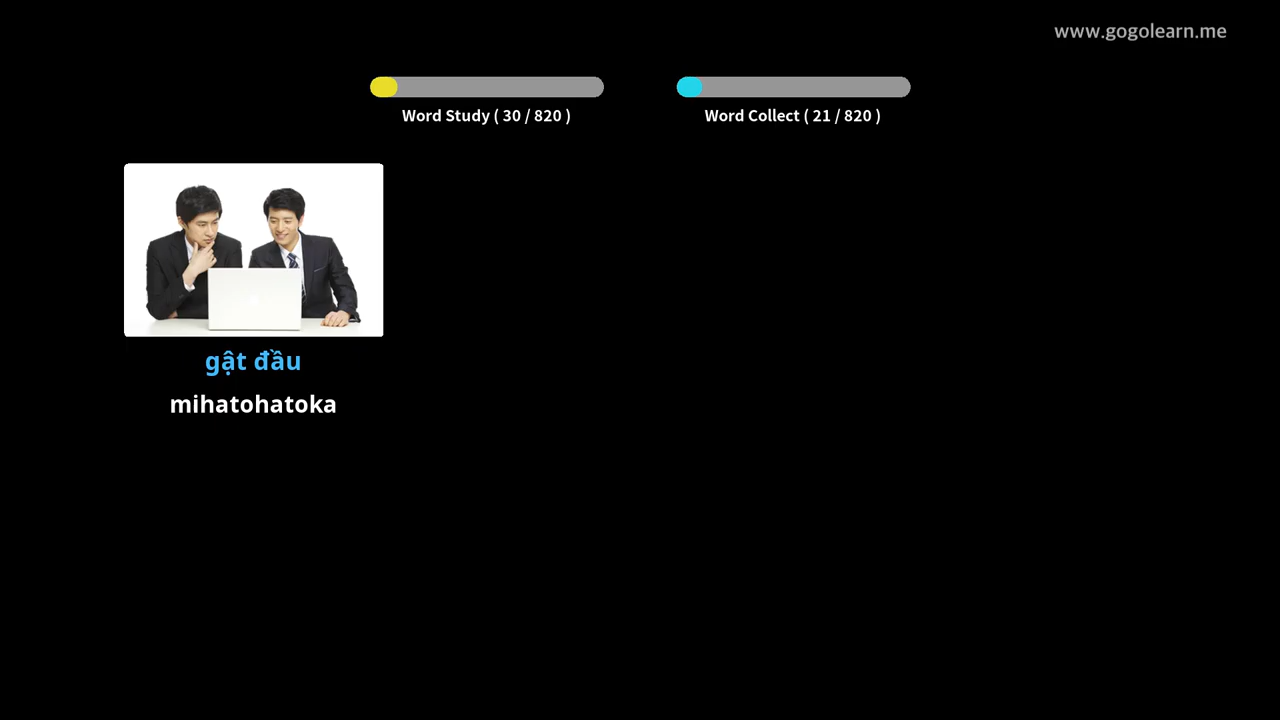 www.gogolearn.me
Word Study ( 30 / 820 )
Word Collect ( 21 / 820 )
gật đầu
mihatohatoka